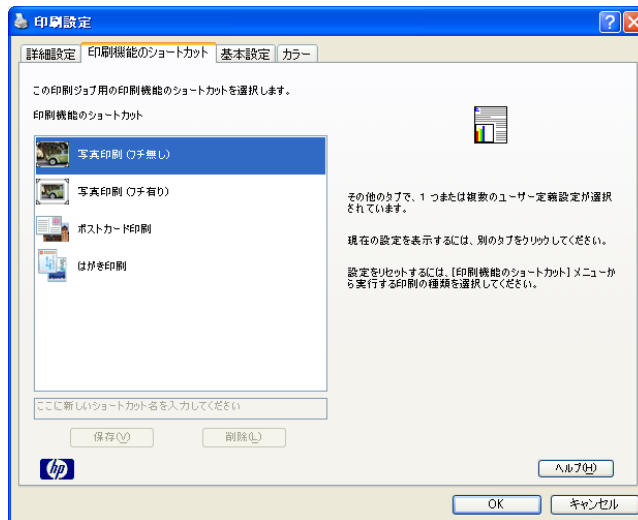 印刷設定
詳細設定 印刷機能のショートカット 基本設定 カラー
この印刷ジョブ用の印刷機能のショートカットを選択します。
印刷機能のショートカット
写真印刷 (フチ無し)
写真印刷 (フチ有り)
ポストカード印刷
はがき印刷
ここに新しいショートカット名を入力してください
保存(V) 削除(L)
その他のタブで、1 つまたは複数のユーザー定義設定が選択
されています。
現在の設定を表示するには、別のタブをクリックしてください。
設定をリセットするには、[印刷機能のショートカット] メニューか
ら実行する印刷の種類を選択してください。
hp
ヘルプ(H)
OK キャンセル